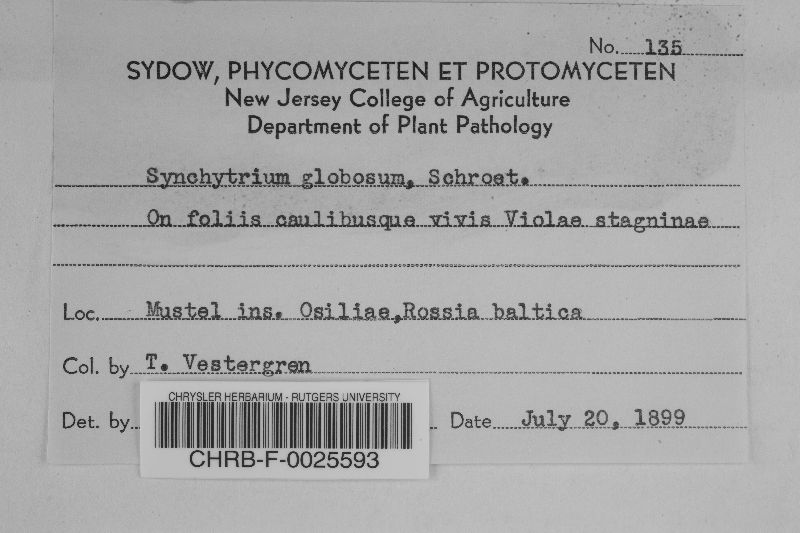 No. 135
SYDOW, PHYCOMYCETEN ET PROTOMYCETEN
New Jersey College of Agriculture
Department of Plant Pathology
Synchytrium globosum, Schroet.
On foliis caulibusque vivis Violae stagninae
Loc. Mustel ins. Osiliae,Rossia baltica
Col. by T. Vestergren
Det. by Date July 20, 1899
CHRYSLER HERBARIUM - RUTGERS UNIVERSITY
CHRB-F-0025593